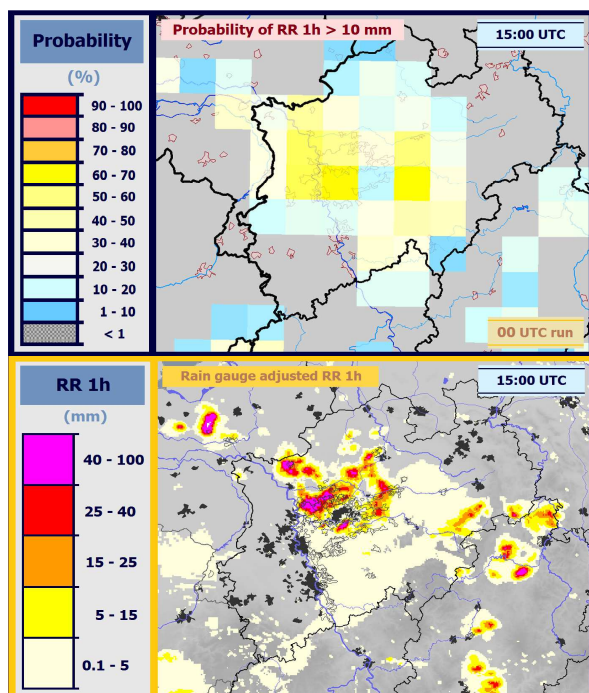 Probability
(%)
90 - 100
80 - 90
70 - 80
60 - 70
50 - 60
40 - 50
30 - 40
20 - 30
10 - 20
1 - 10
< 1
Probability of RR 1h > 10 mm
15:00 UTC
00 UTC run
RR 1h
(mm)
40 - 100
25 - 40
15 - 25
5 - 15
0.1 - 5
Rain gauge adjusted RR 1h
15:00 UTC